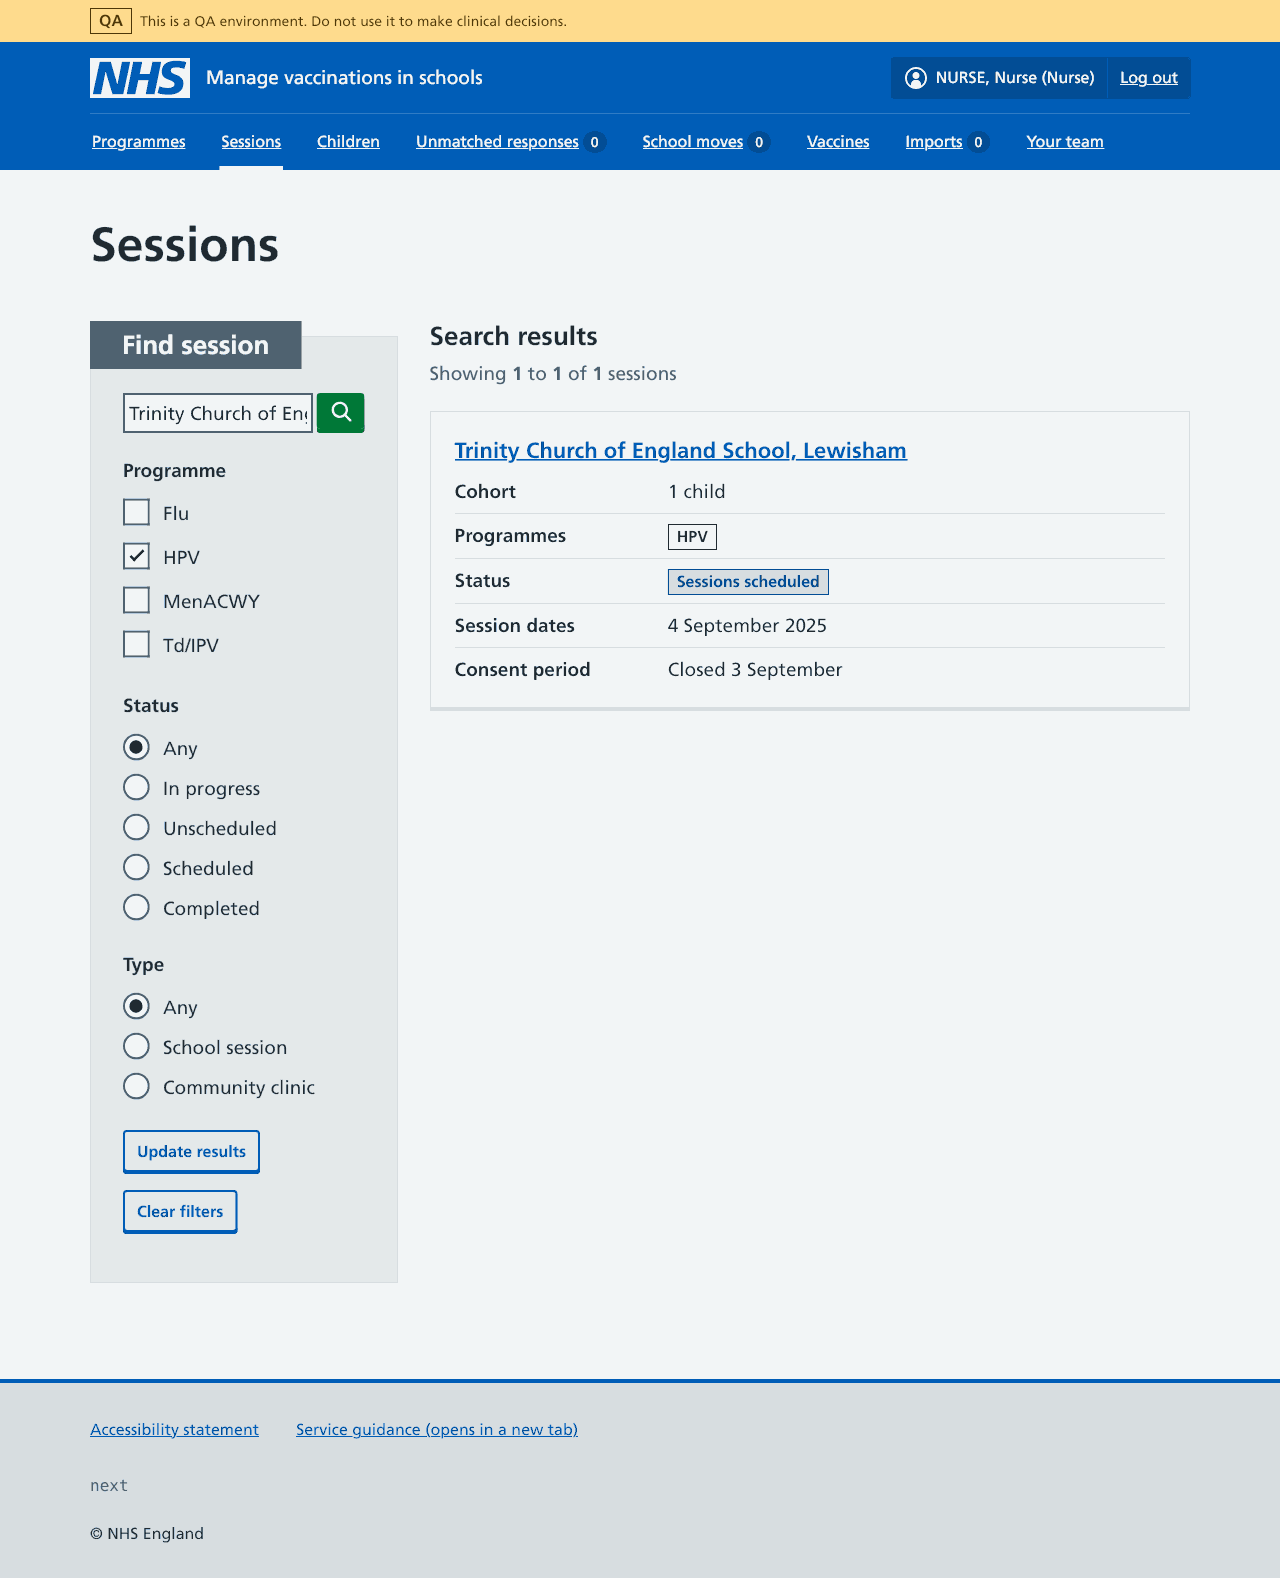 QA This is a QA environment. Do not use it to make clinical decisions.
NHS Manage vaccinations in schools NURSE, Nurse (Nurse) Log out
Programmes Sessions Children Unmatched responses 0 School moves 0 Vaccines Imports 0 Your team
Sessions
Find session
Trinity Church of Eng
Programme
Flu
HPV
MenACWY
Td/IPV
Status
Any
In progress
Unscheduled
Scheduled
Completed
Type
Any
School session
Community clinic
Update results
Clear filters
Search results
Showing 1 to 1 of 1 sessions
Trinity Church of England School, Lewisham
Cohort 1 child
Programmes HPV
Status Sessions scheduled
Session dates 4 September 2025
Consent period Closed 3 September
Accessibility statement Service guidance (opens in a new tab)
next
© NHS England